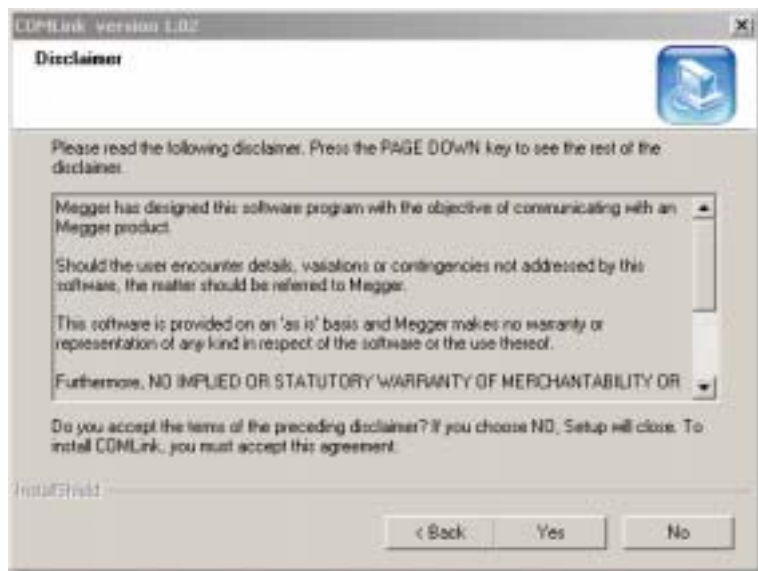 COMLink version 1.02
Disclaimer
Please read the following disclaimer. Press the PAGE DOWN key to see the rest of the
disclaimer.
Megger has designed this software program with the objective of communicating with an
Megger product.
Should the user encounter details, variations or contingencies not addressed by this
software, the matter should be referred to Megger.
This software is provided on an 'as is' basis and Megger makes no warranty or
representation of any kind in respect of the software or the use thereof.
Furthermore, NO IMPLIED OR STATUTORY WARRANTY OF MERCHANTABILITY OR
Do you accept the terms of the preceding disclaimer? If you choose NO, Setup will close. To
install COMLink, you must accept this agreement.
InstallShield
< Back Yes No